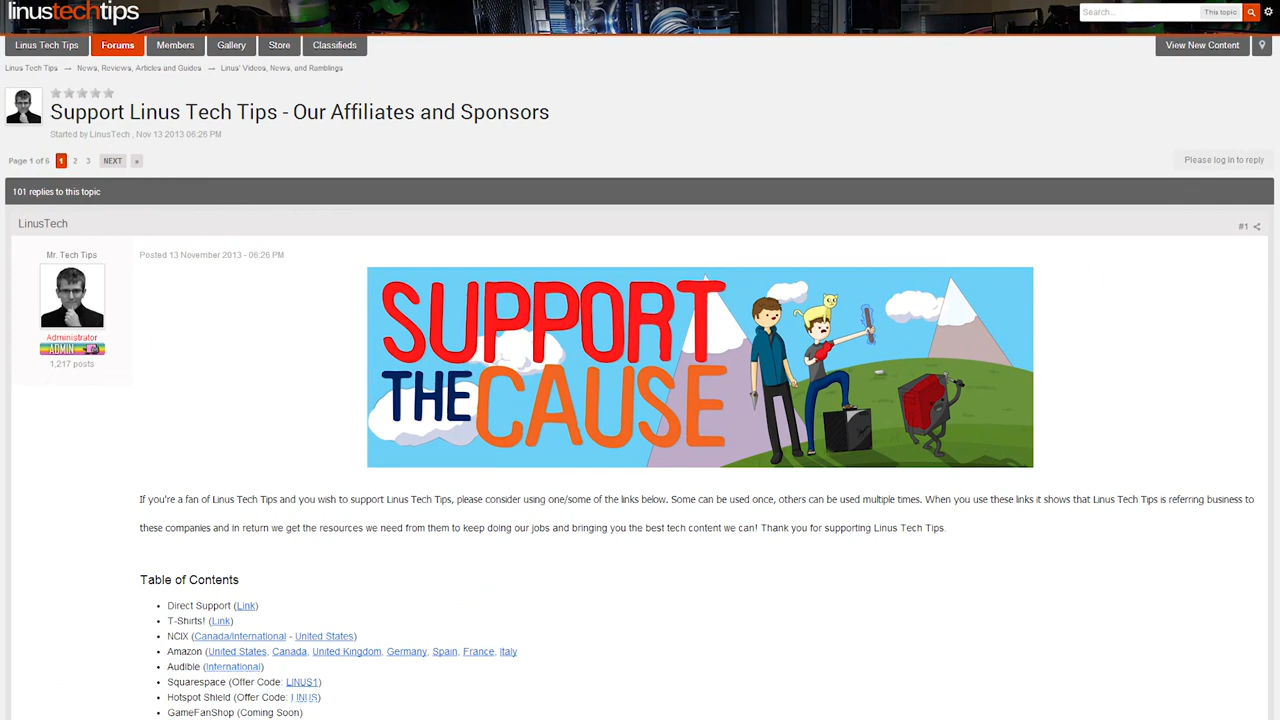 linustechtips
Search... This topic
Linus Tech Tips Forums Members Gallery Store Classifieds View New Content
Linus Tech Tips → News, Reviews, Articles and Guides → Linus' Videos, News, and Ramblings
Support Linus Tech Tips - Our Affiliates and Sponsors
Started by LinusTech , Nov 13 2013 06:26 PM
Page 1 of 6 1 2 3 NEXT » Please log in to reply
101 replies to this topic
LinusTech #1
Mr. Tech Tips
Administrator
ADMIN
1,217 posts
Posted 13 November 2013 - 06:26 PM
SUPPORT
THE CAUSE
If you're a fan of Linus Tech Tips and you wish to support Linus Tech Tips, please consider using one/some of the links below. Some can be used once, others can be used multiple times. When you use these links it shows that Linus Tech Tips is referring business to
these companies and in return we get the resources we need from them to keep doing our jobs and bringing you the best tech content we can! Thank you for supporting Linus Tech Tips.
Table of Contents
• Direct Support (Link)
• T-Shirts! (Link)
• NCIX (Canada/International - United States)
• Amazon (United States, Canada, United Kingdom, Germany, Spain, France, Italy
• Audible (International)
• Squarespace (Offer Code: LINUS1)
• Hotspot Shield (Offer Code: LINUS)
• GameFanShop (Coming Soon)